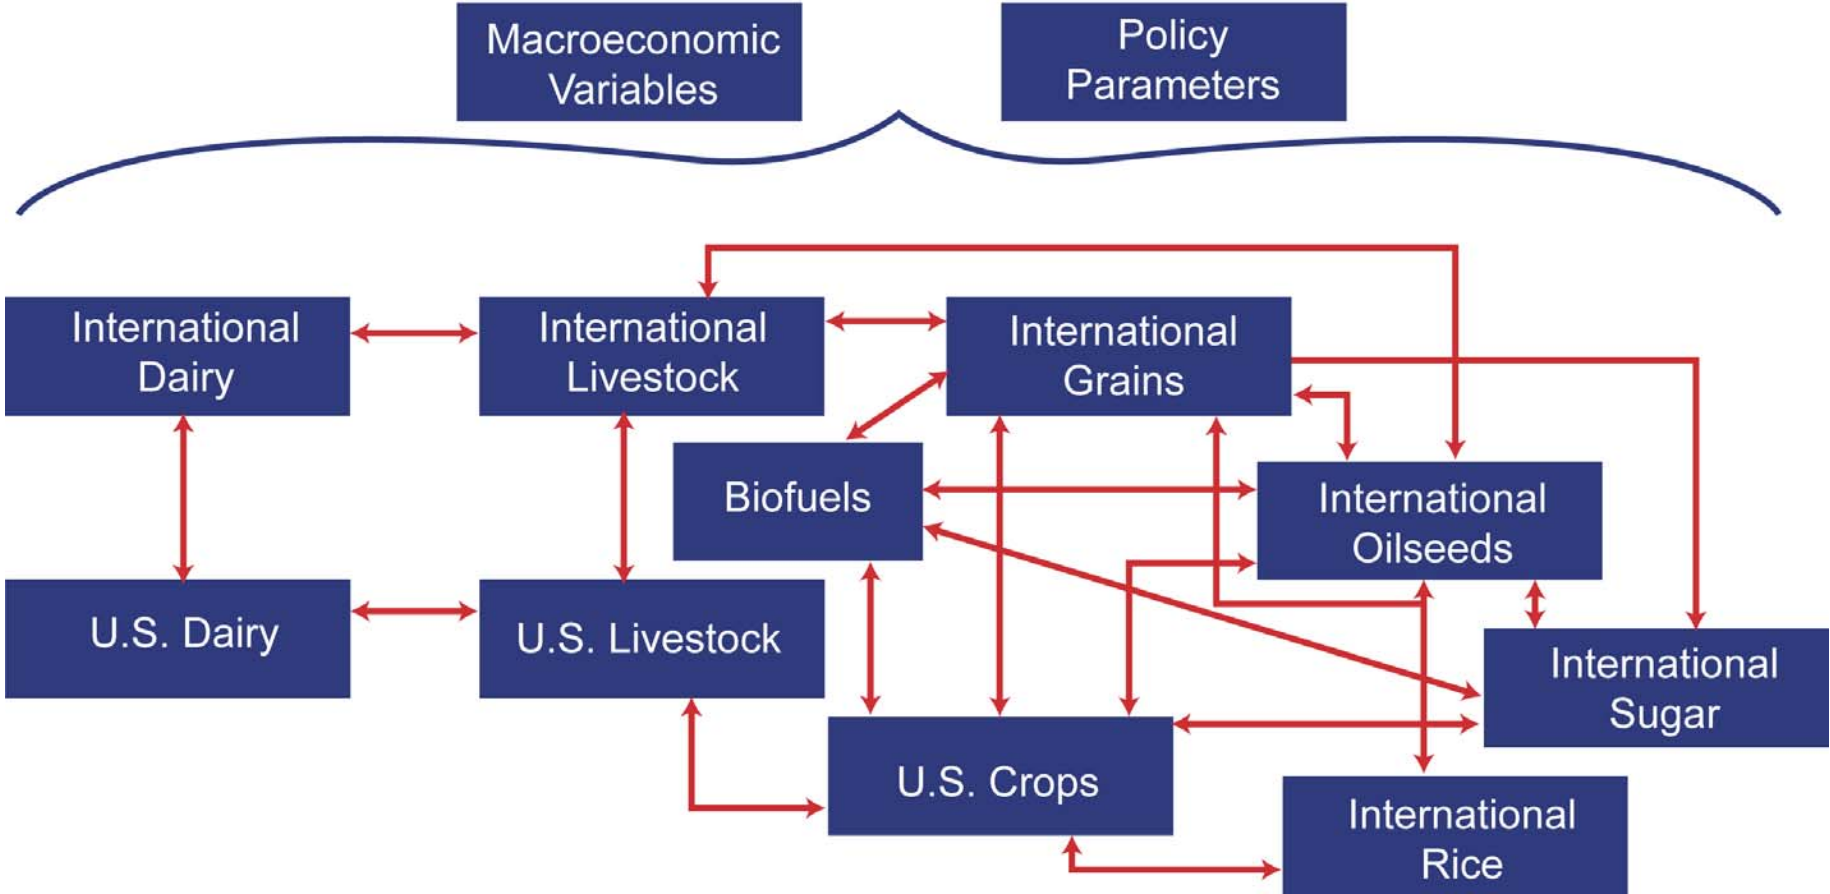 Macroeconomic
Variables
Policy
Parameters
International
Dairy
International
Livestock
International
Grains
Biofuels
International
Oilseeds
U.S. Dairy
U.S. Livestock
International
Sugar
U.S. Crops
International
Rice